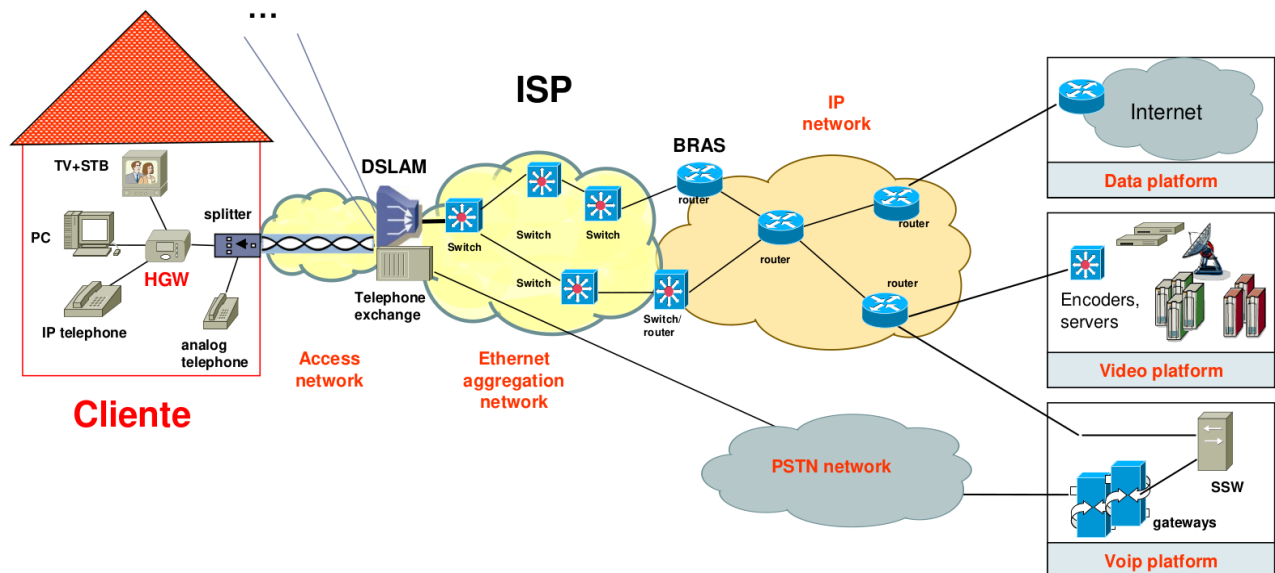 ...
ISP
IP
network
Internet
Data platform
TV+STB
DSLAM
BRAS
splitter
router
PC
Switch
Switch
Switch
router
router
HGW
Switch
router
IP telephone
Telephone
exchange
Switch/
router
Encoders,
servers
analog
telephone
Access
network
Ethernet
aggregation
network
Video platform
Cliente
PSTN network
SSW
gateways
Voip platform